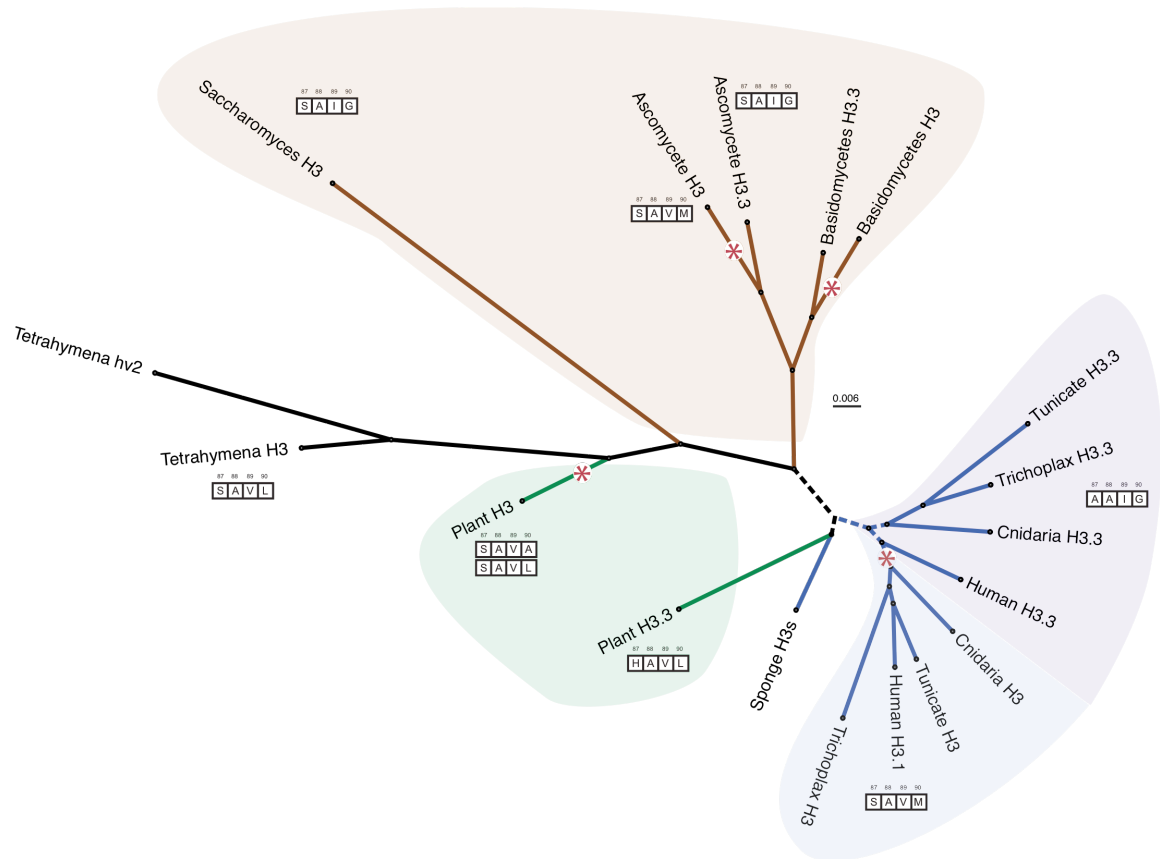 Saccharomyces H3
87 88 89 90
S A I G
Ascomycete H3
87 88 89 90
S A V M
Ascomycete H3.3
87 88 89 90
S A I G
Basidomycetes H3.3
Basidomycetes H3
0.006
Tetrahymena hv2
Tetrahymena H3
87 88 89 90
S A V L
Plant H3
87 88 89 90
S A V A
S A V L
Plant H3.3
87 88 89 90
H A V L
Sponge H3s
Tunicate H3.3
Trichoplax H3.3
87 88 89 90
A A I G
Cnidaria H3.3
Human H3.3
Cnidaria H3
Tunicate H3
Human H3.1
Trichoplax H3
87 88 89 90
S A V M